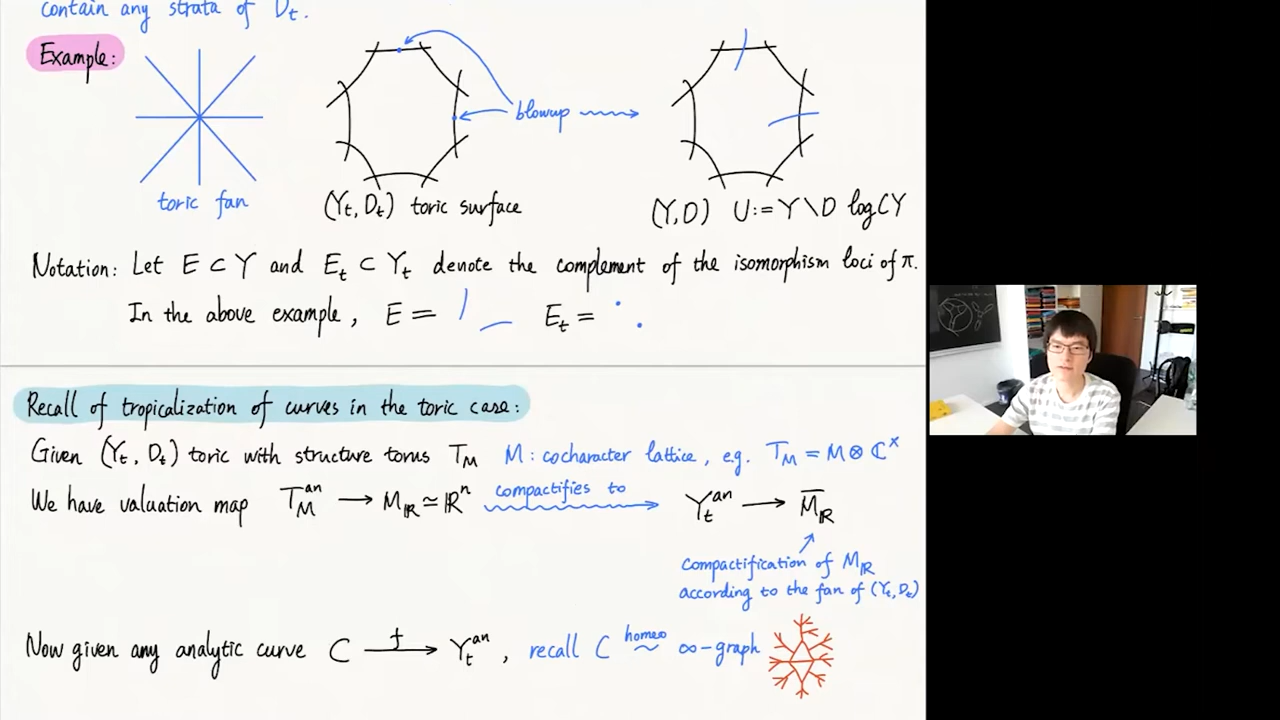 contain any strata of D_t.
Example:
blowup
toric fan
(Y_t, D_t) toric surface
(Y, D) U := Y \ D log CY
Notation: Let E ⊂ Y and E_t ⊂ Y_t denote the complement of the isomorphism loci of π.
In the above example, E = E_t =
Recall of tropicalization of curves in the toric case:
Given (Y_t, D_t) toric with structure torus T_M M: cocharacter lattice, e.g. T_M = M ⊗ ℂ^×
We have valuation map T_M^an → M_ℝ ≃ ℝ^n compactifies to Y_t^an → M̅_ℝ
compactification of M_ℝ
according to the fan of (Y_t, D_t)
Now given any analytic curve C —f→ Y_t^an, recall C homeo ~ ∞-graph